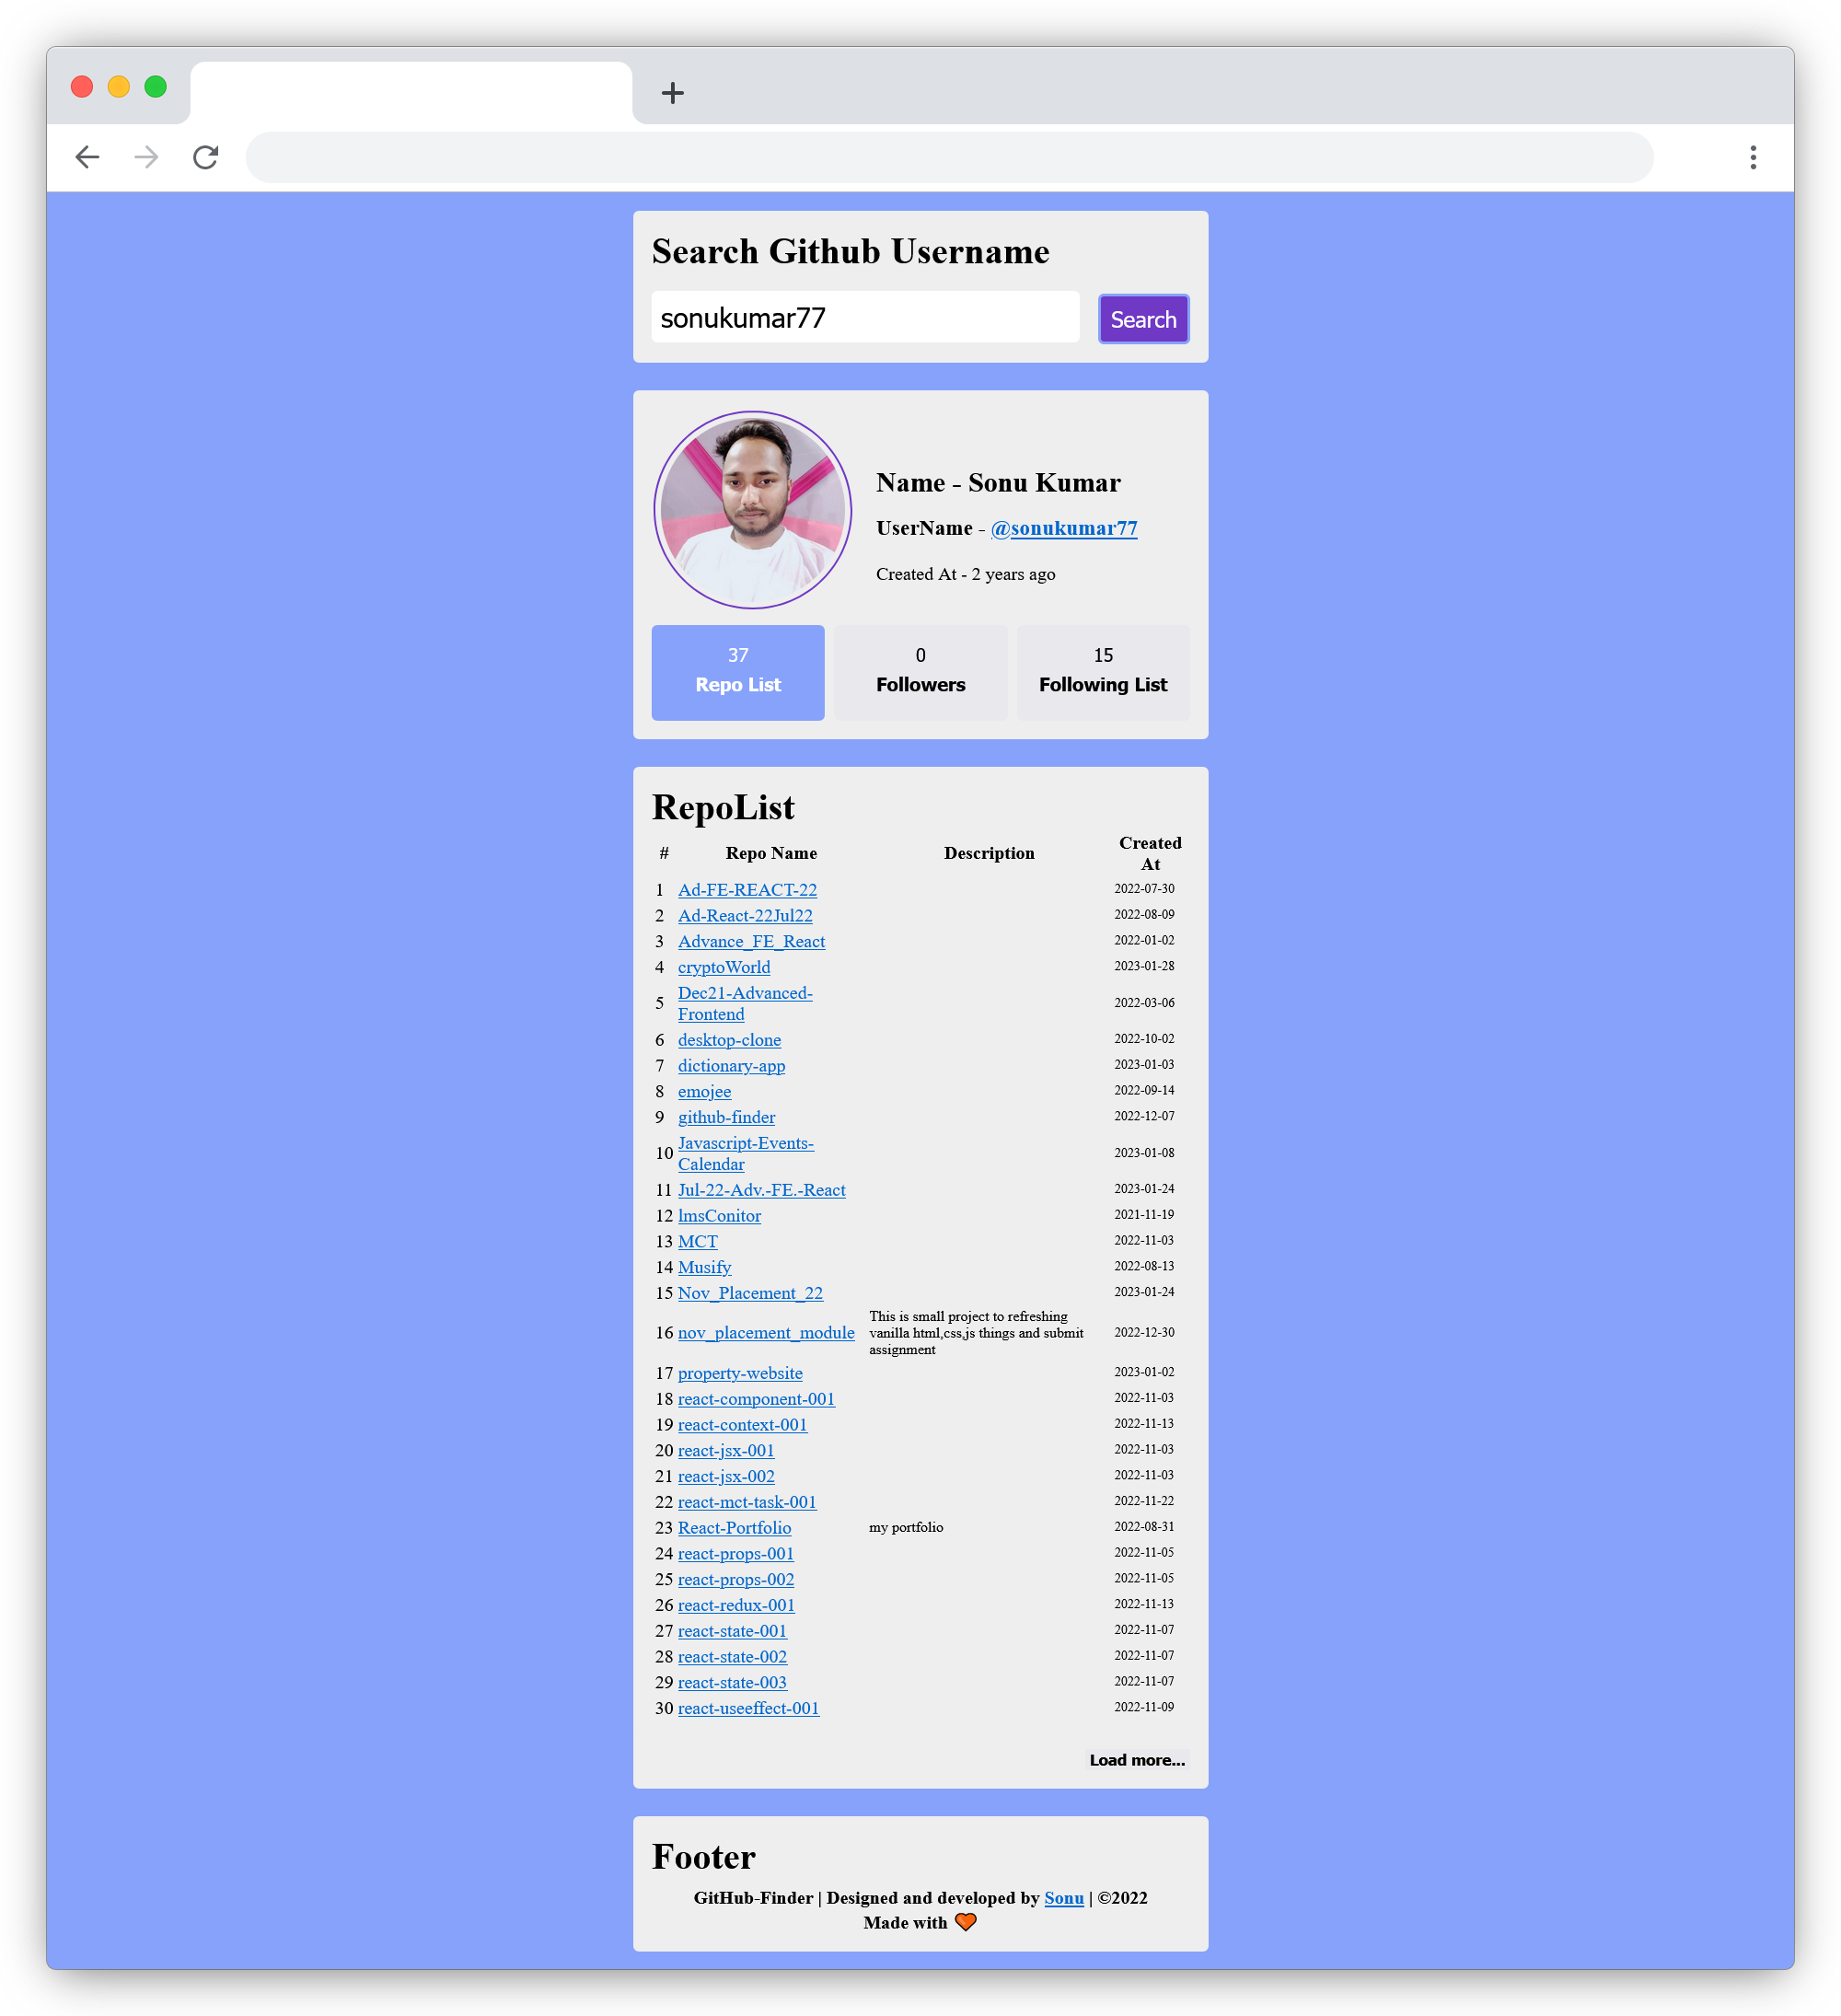 Search Github Username
sonukumar77
Search
Name - Sonu Kumar
UserName - @sonukumar77
Created At - 2 years ago
37
Repo List
0
Followers
15
Following List
RepoList
# Repo Name Description Created At
1 Ad-FE-REACT-22 2022-07-30
2 Ad-React-22Jul22 2022-08-09
3 Advance_FE_React 2022-01-02
4 cryptoWorld 2023-01-28
5 Dec21-Advanced-
Frontend 2022-03-06
6 desktop-clone 2022-10-02
7 dictionary-app 2023-01-03
8 emojee 2022-09-14
9 github-finder 2022-12-07
10 Javascript-Events-
Calendar 2023-01-08
11 Jul-22-Adv.-FE.-React 2023-01-24
12 lmsConitor 2021-11-19
13 MCT 2022-11-03
14 Musify 2022-08-13
15 Nov_Placement_22 2023-01-24
16 nov_placement_module This is small project to refreshing
vanilla html,css,js things and submit
assignment 2022-12-30
17 property-website 2023-01-02
18 react-component-001 2022-11-03
19 react-context-001 2022-11-13
20 react-jsx-001 2022-11-03
21 react-jsx-002 2022-11-03
22 react-mct-task-001 2022-11-22
23 React-Portfolio my portfolio 2022-08-31
24 react-props-001 2022-11-05
25 react-props-002 2022-11-05
26 react-redux-001 2022-11-13
27 react-state-001 2022-11-07
28 react-state-002 2022-11-07
29 react-state-003 2022-11-07
30 react-useeffect-001 2022-11-09
Load more...
Footer
GitHub-Finder | Designed and developed by Sonu | ©2022
Made with 🧡